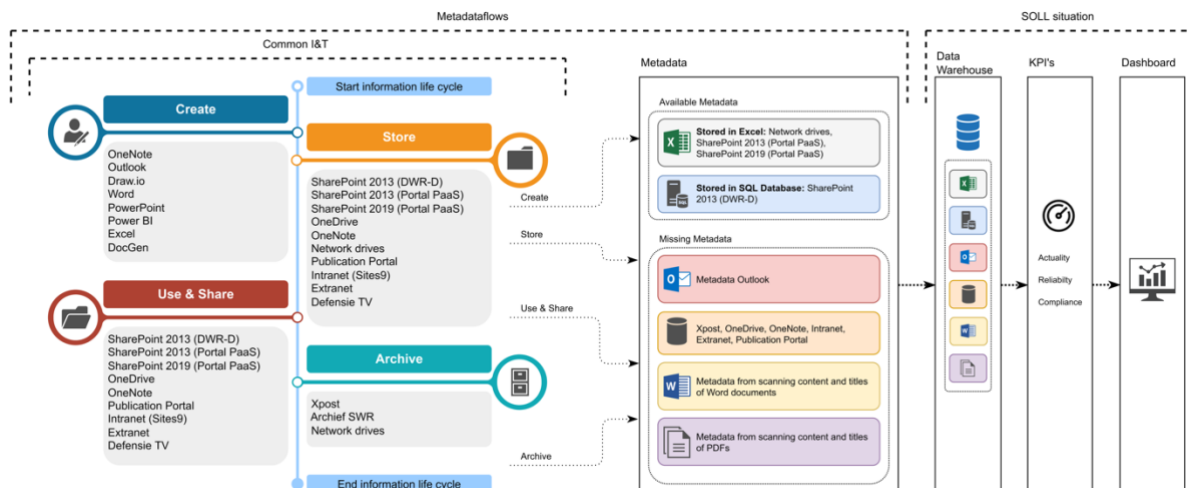 Metadataflows
SOLL situation
Common I&T
Start information life cycle
Create
OneNote
Outlook
Draw.io
Word
PowerPoint
Power BI
Excel
DocGen
Store
SharePoint 2013 (DWR-D)
SharePoint 2013 (Portal PaaS)
SharePoint 2019 (Portal PaaS)
OneDrive
OneNote
Network drives
Publication Portal
Intranet (Sites9)
Extranet
Defensie TV
Use & Share
SharePoint 2013 (DWR-D)
SharePoint 2013 (Portal PaaS)
SharePoint 2019 (Portal PaaS)
OneDrive
OneNote
Publication Portal
Intranet (Sites9)
Extranet
Defensie TV
Archive
Xpost
Archief SWR
Network drives
End information life cycle
Create
Store
Use & Share
Archive
Metadata
Available Metadata
Stored in Excel: Network drives,
SharePoint 2013 (Portal PaaS),
SharePoint 2019 (Portal PaaS)
Stored in SQL Database: SharePoint
2013 (DWR-D)
Missing Metadata
Metadata Outlook
Xpost, OneDrive, OneNote, Intranet,
Extranet, Publication Portal
Metadata from scanning content and titles
of Word documents
Metadata from scanning content and titles
of PDFs
Data
Warehouse
KPI's
Actuality
Reliabilty
Compliance
Dashboard